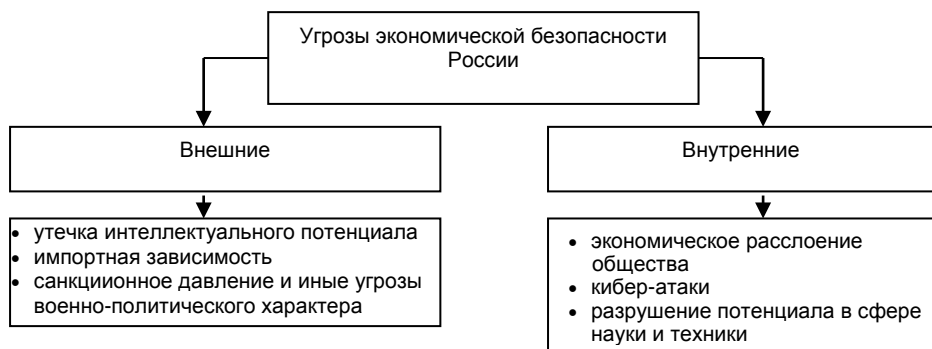 Угрозы экономической безопасности
России
Внешние
Внутренние
• утечка интеллектуального потенциала
• импортная зависимость
• санкциионное давление и иные угрозы
военно-политического характера
• экономическое расслоение
общества
• кибер-атаки
• разрушение потенциала в сфере
науки и техники